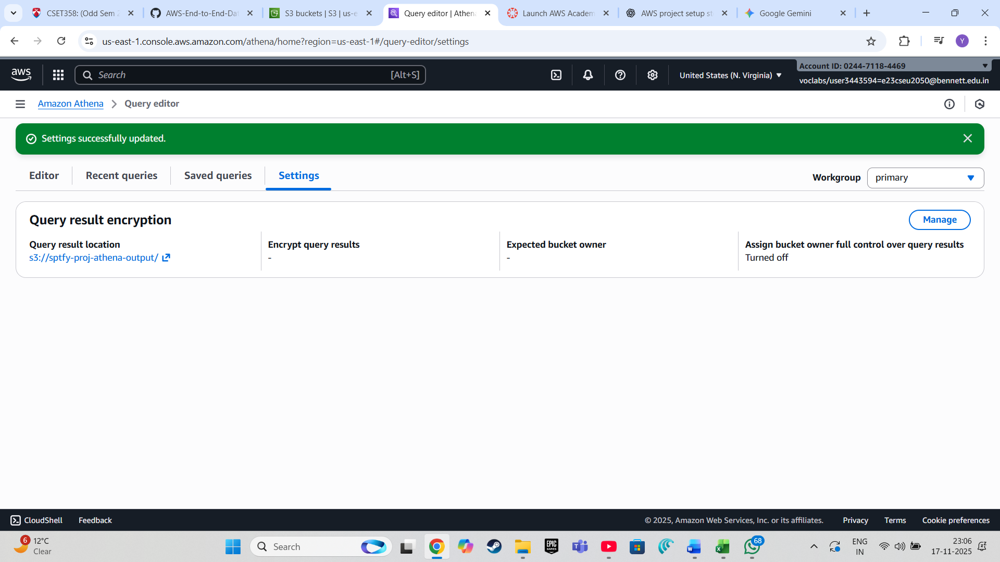 CSET358: (Odd Sem 2
AWS-End-to-End-Dat
S3 buckets | S3 | us-e
Query editor | Athena
Launch AWS Academ
AWS project setup st
Google Gemini
us-east-1.console.aws.amazon.com/athena/home?region=us-east-1#/query-editor/settings
Y
aws
Search
[Alt+S]
United States (N. Virginia)
Account ID: 0244-7118-4469
voclabs/user3443594=e23cseu2050@bennett.edu.in
Amazon Athena
Query editor
Settings successfully updated.
Editor
Recent queries
Saved queries
Settings
Workgroup
primary
Query result encryption
Manage
Query result location
s3://sptfy-proj-athena-output/
Encrypt query results
-
Expected bucket owner
-
Assign bucket owner full control over query results
Turned off
CloudShell
Feedback
© 2025, Amazon Web Services, Inc. or its affiliates.
Privacy
Terms
Cookie preferences
6
12°C
Clear
Search
EPIC GAMES
68
ENG
IN
23:06
17-11-2025